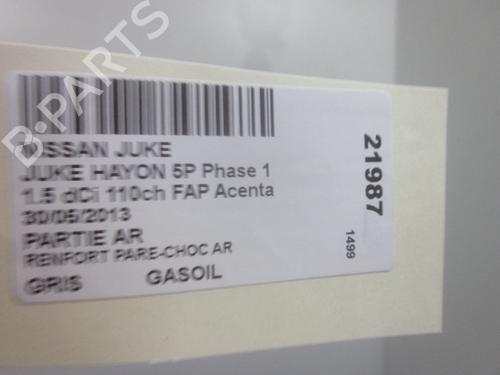 B-PARTS
NISSAN JUKE
JUKE HAYON 5P Phase 1
1.5 dCi 110ch FAP Acenta
30/05/2013
PARTIE AR
RENFORT PARE-CHOC AR
GRIS GASOIL
21987
1499